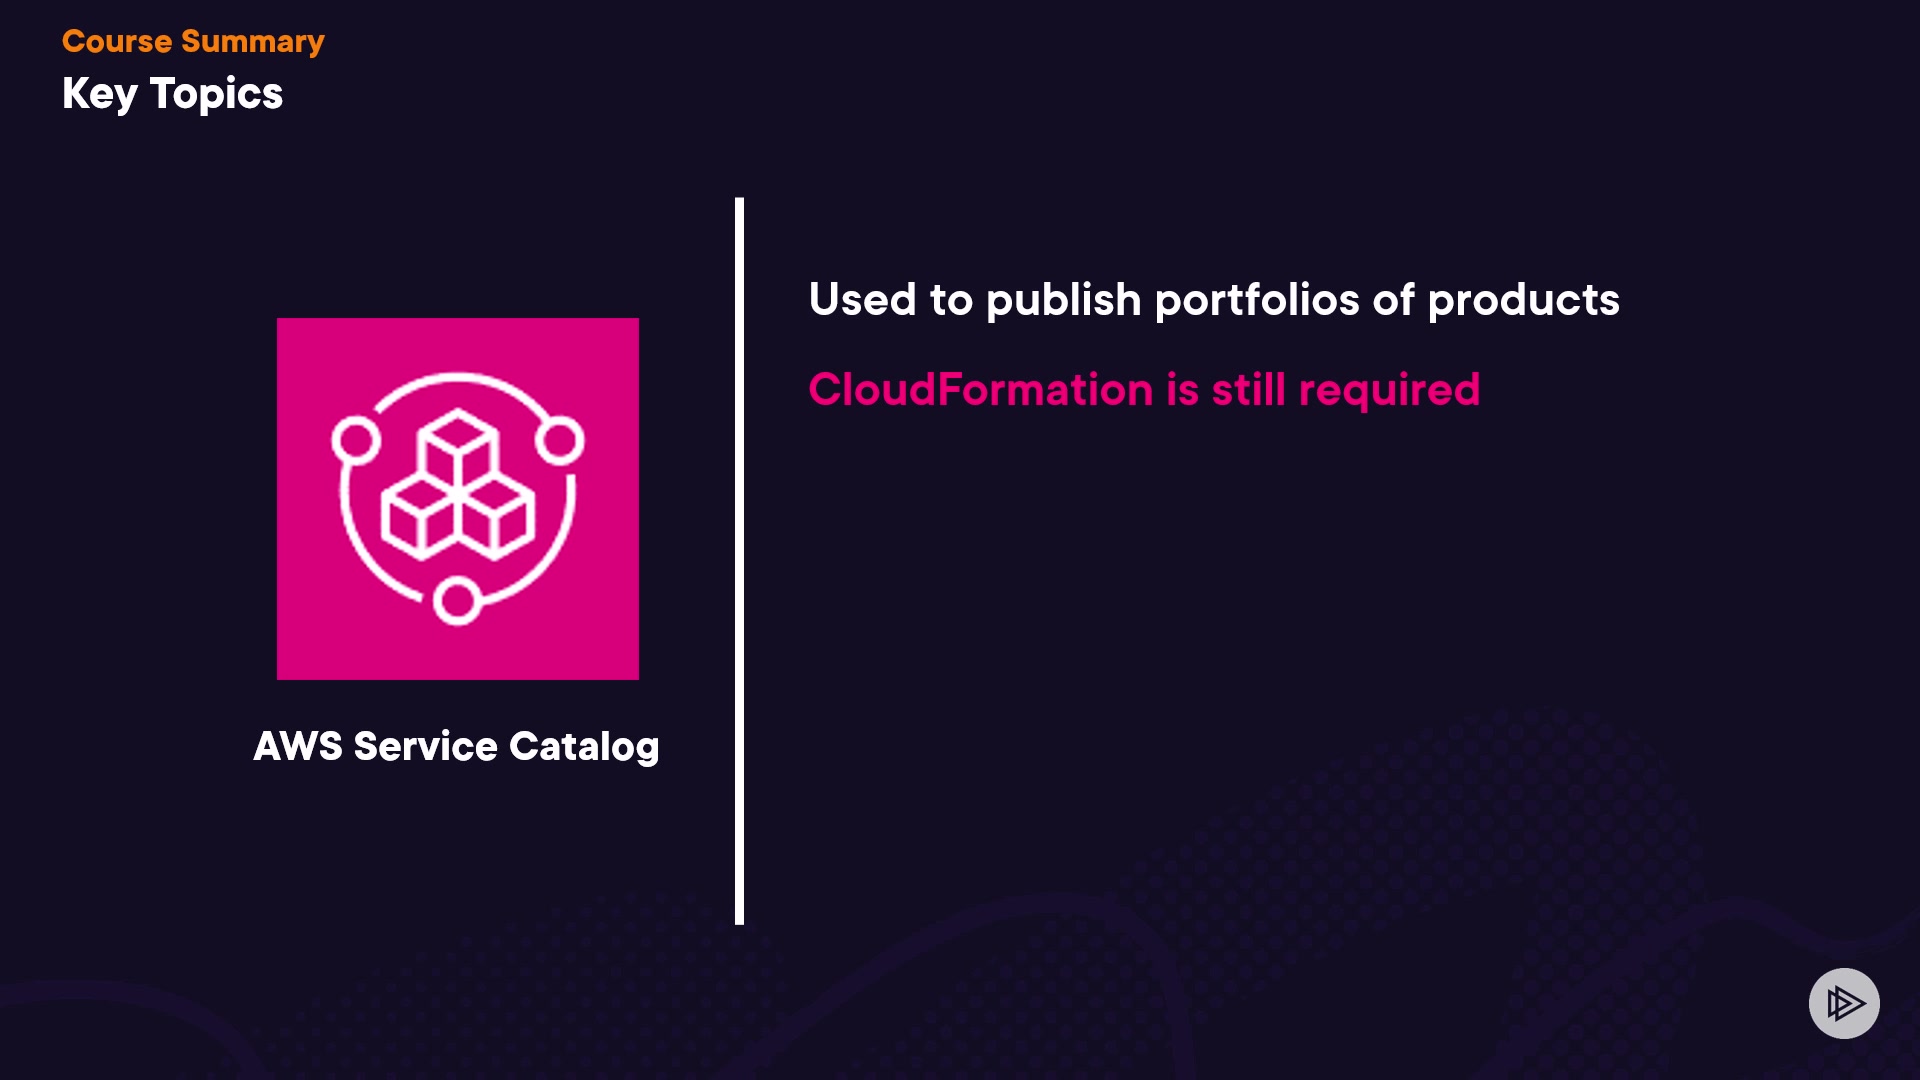 Course Summary
Key Topics
Used to publish portfolios of products
CloudFormation is still required
AWS Service Catalog